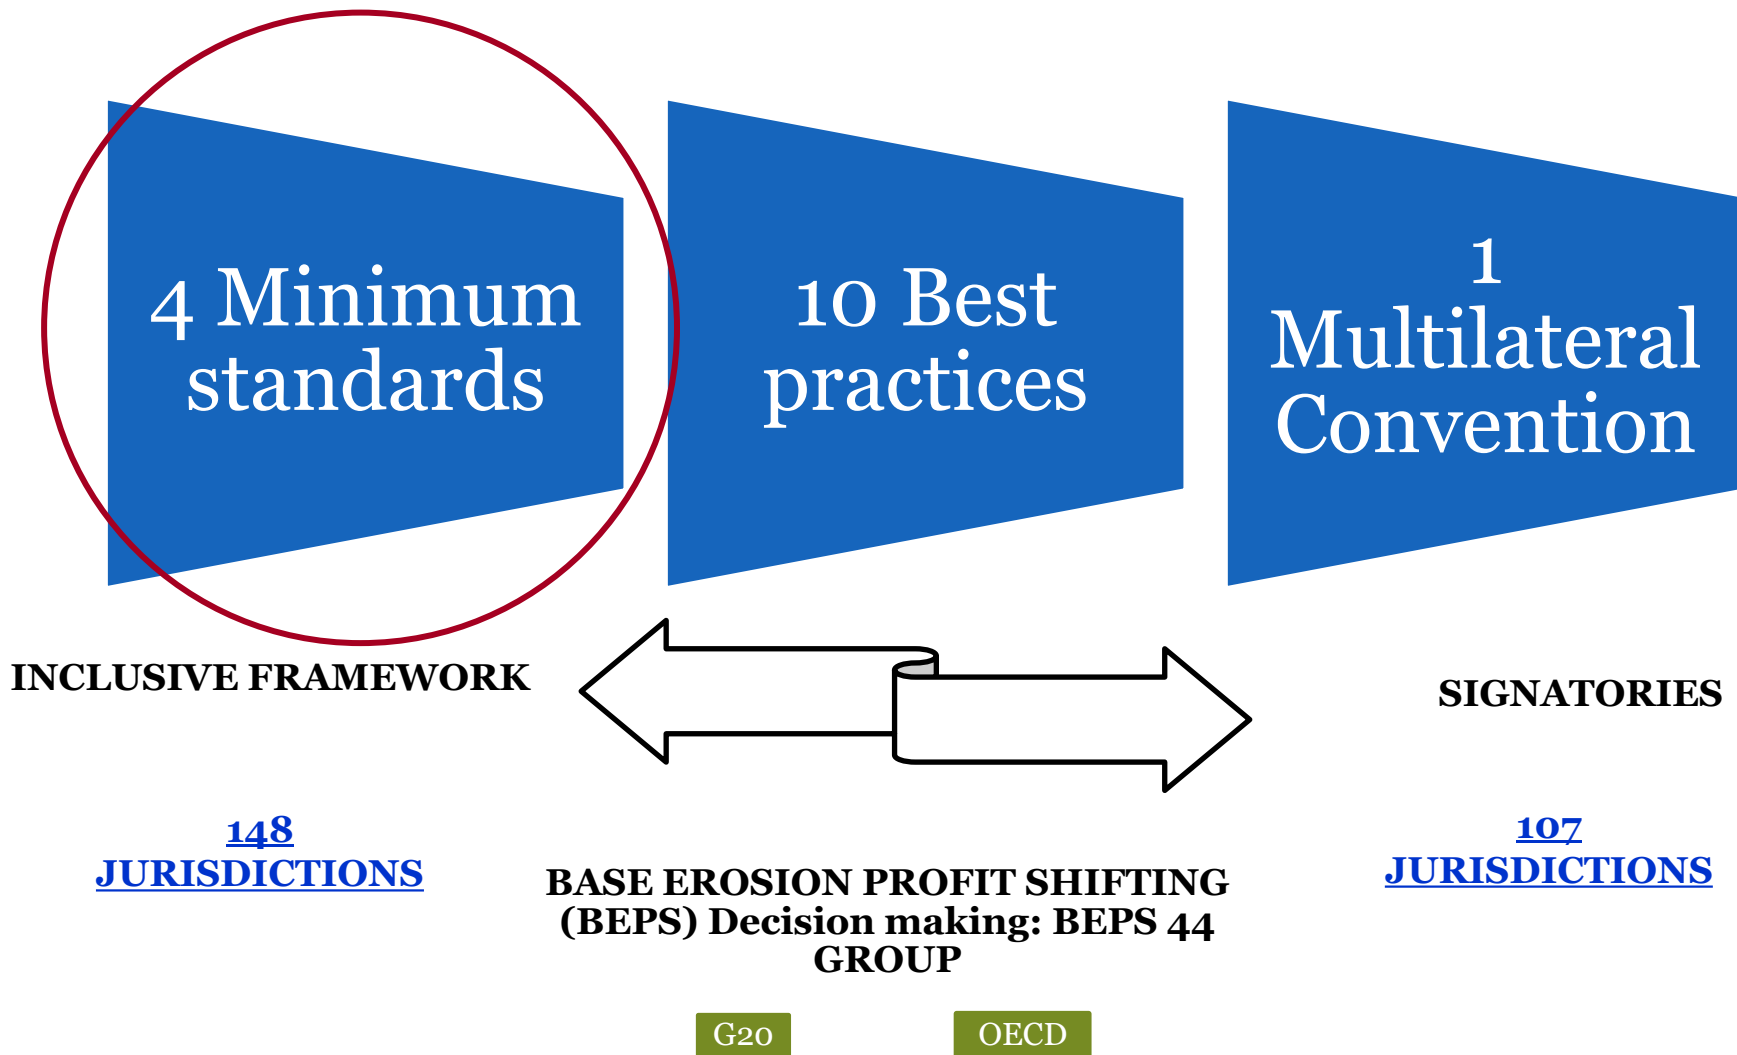 4 Minimum
standards
10 Best
practices
1
Multilateral
Convention
INCLUSIVE FRAMEWORK
SIGNATORIES
148
JURISDICTIONS
107
JURISDICTIONS
BASE EROSION PROFIT SHIFTING
(BEPS) Decision making: BEPS 44
GROUP
G20
OECD